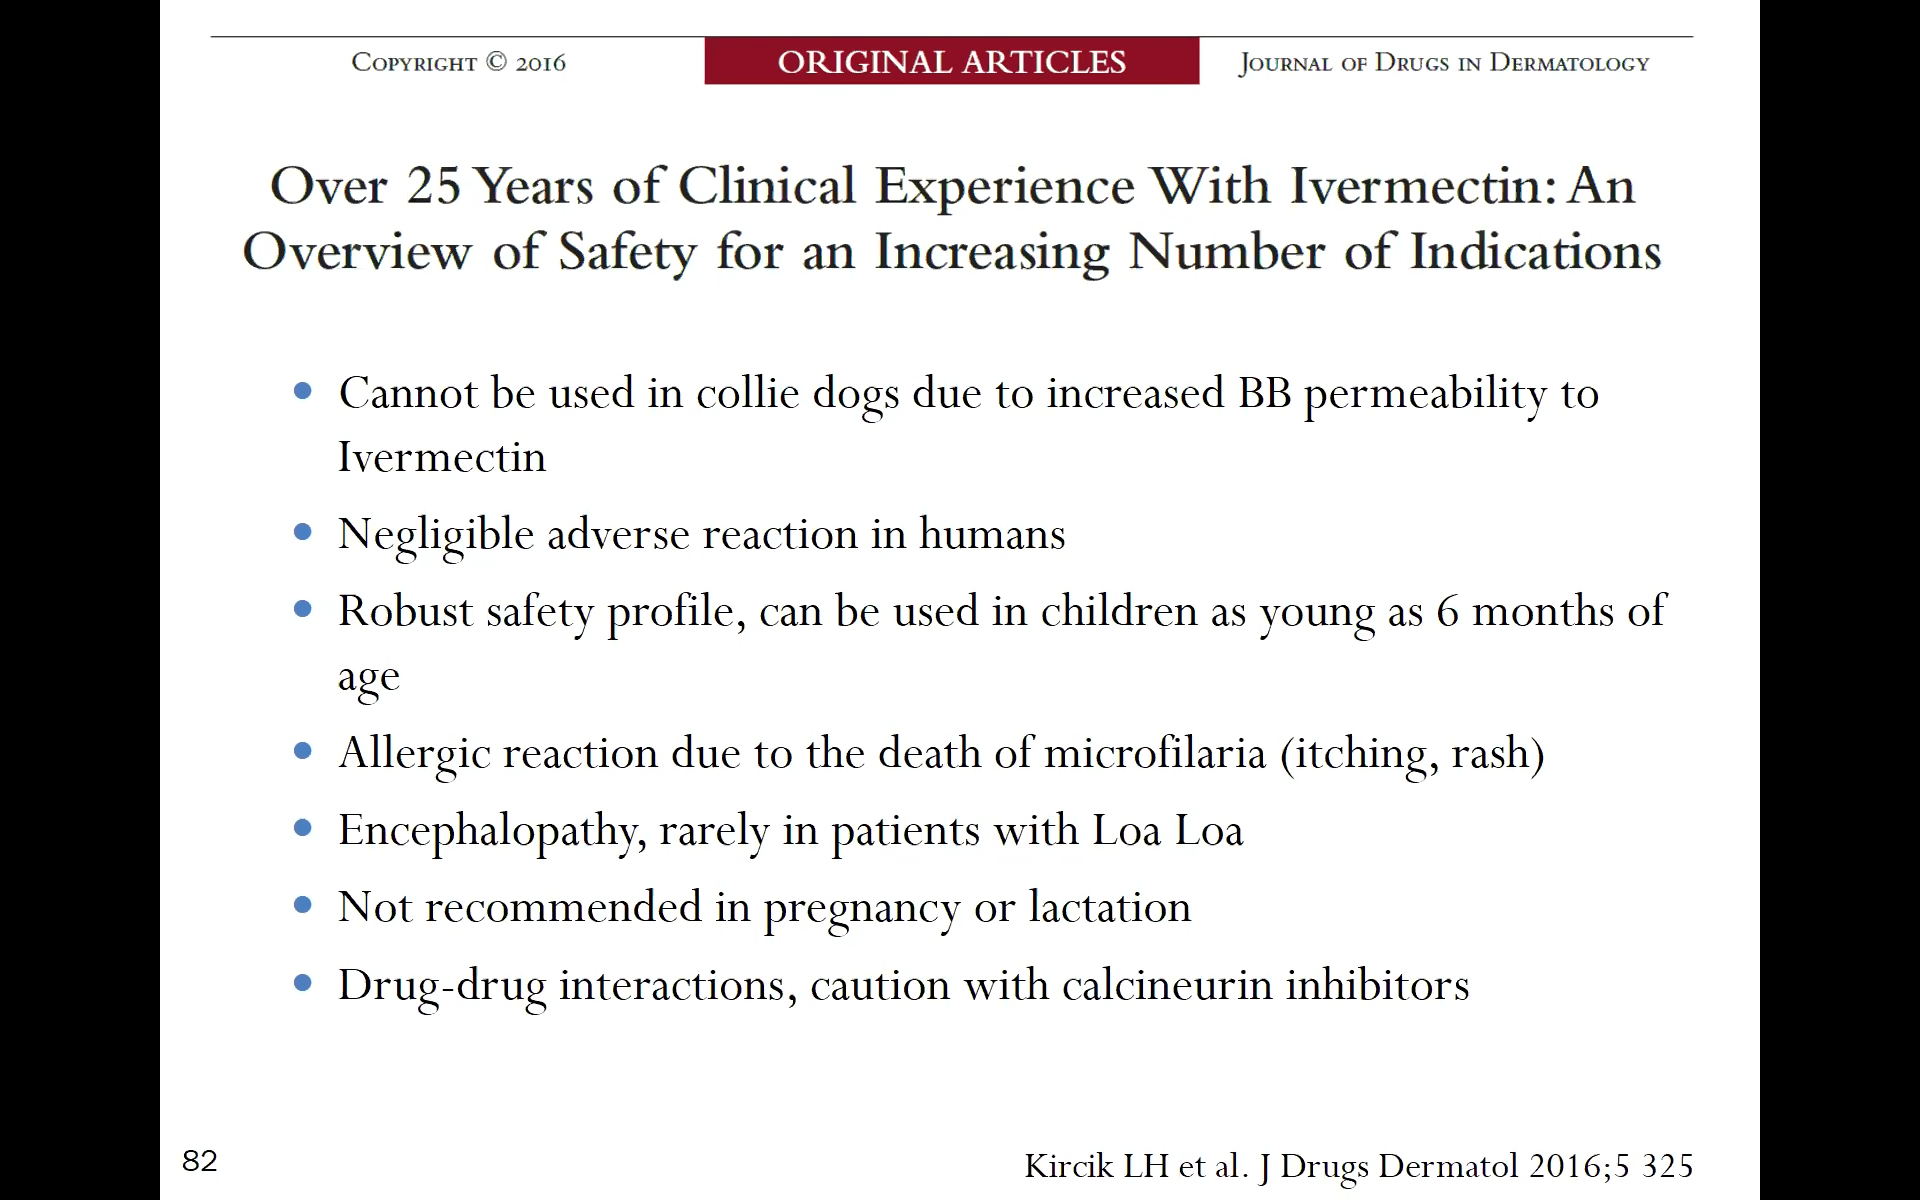 Copyright © 2016
ORIGINAL ARTICLES
Journal of Drugs in Dermatology
Over 25 Years of Clinical Experience With Ivermectin: An
Overview of Safety for an Increasing Number of Indications
• Cannot be used in collie dogs due to increased BB permeability to
Ivermectin
• Negligible adverse reaction in humans
• Robust safety profile, can be used in children as young as 6 months of
age
• Allergic reaction due to the death of microfilaria (itching, rash)
• Encephalopathy, rarely in patients with Loa Loa
• Not recommended in pregnancy or lactation
• Drug-drug interactions, caution with calcineurin inhibitors
82
Kircik LH et al. J Drugs Dermatol 2016;5 325